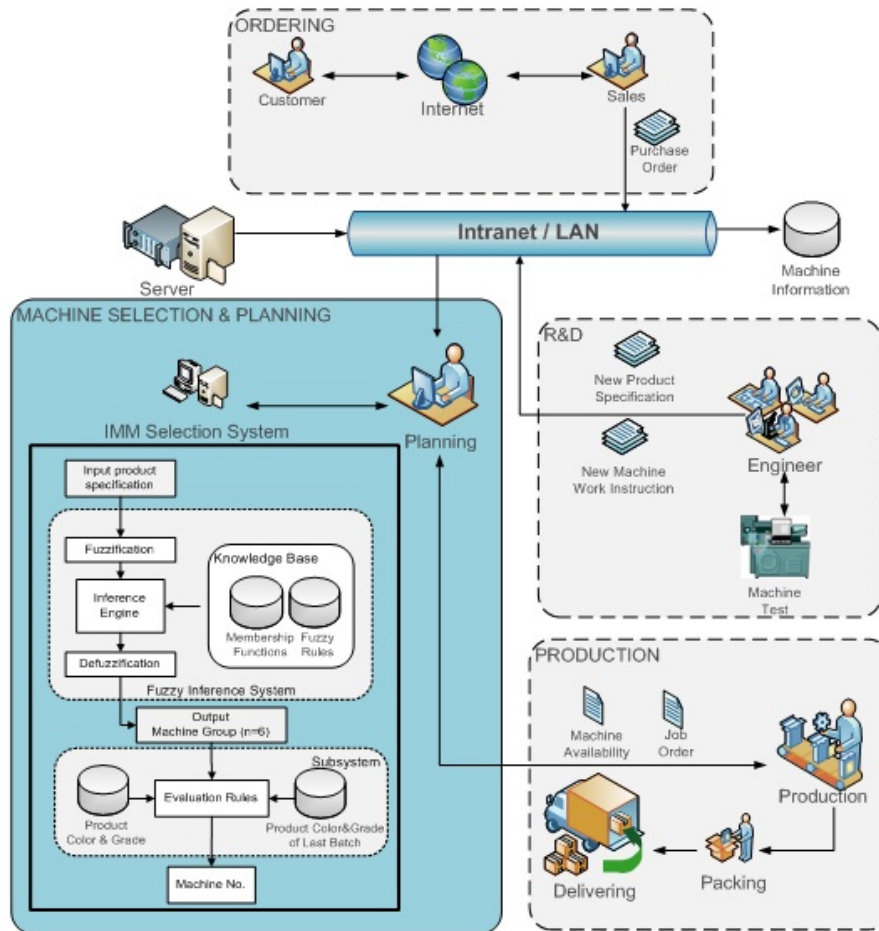 ORDERING
Customer
Internet
Sales
Purchase
Order
Intranet / LAN
Server
Machine
Information
MACHINE SELECTION & PLANNING
IMM Selection System
Planning
Input product
specification
Fuzzification
Inference
Engine
Defuzzification
Knowledge Base
Membership
Functions
Fuzzy
Rules
Fuzzy Inference System
Output
Machine Group (n=6)
Subsystem
Product
Color & Grade
Evaluation Rules
Product Color&Grade
of Last Batch
Machine No.
R&D
New Product
Specification
New Machine
Work Instruction
Engineer
Machine
Test
PRODUCTION
Machine
Availability
Job
Order
Production
Delivering
Packing